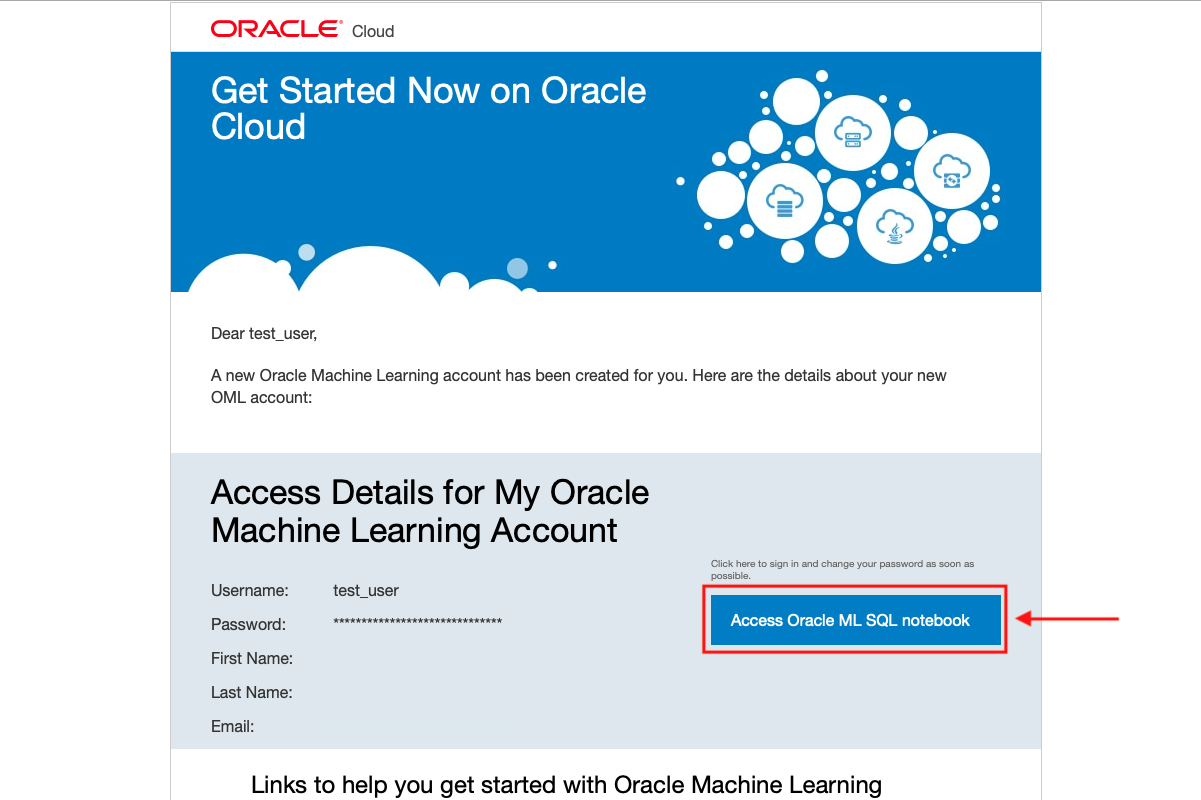 ORACLE® Cloud
Get Started Now on Oracle
Cloud
Dear test_user,
A new Oracle Machine Learning account has been created for you. Here are the details about your new
OML account:
Access Details for My Oracle
Machine Learning Account
Click here to sign in and change your password as soon as
possible.
Username: test_user
Access Oracle ML SQL notebook
Password: ******************************
First Name:
Last Name:
Email:
Links to help you get started with Oracle Machine Learning